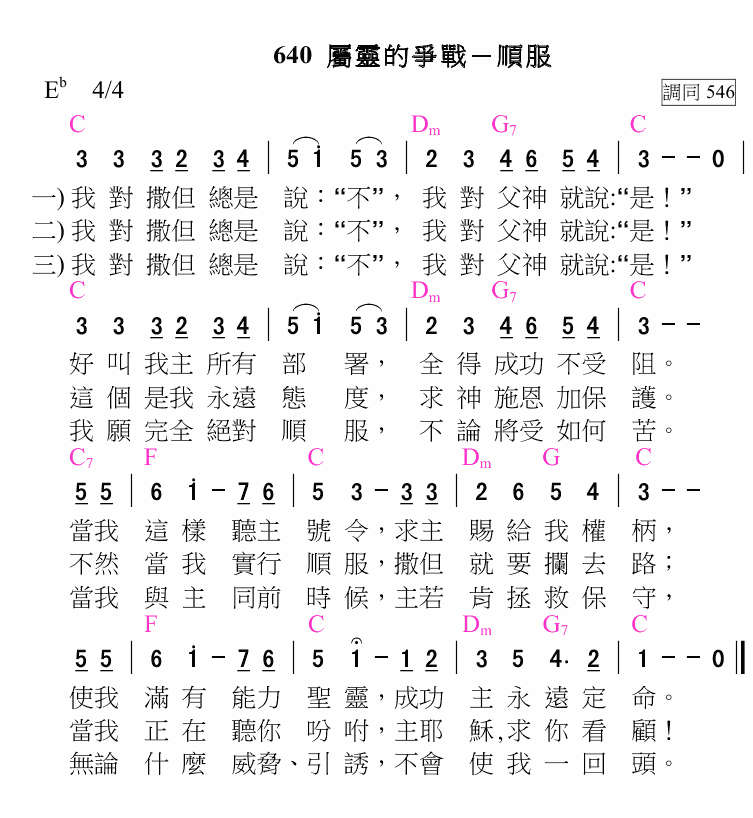 640 屬靈的爭戰－順服
E♭ 4/4 調同 546
C Dm G7 C
3 3 3 2 3 4 | 5 i 5 3 | 2 3 4 6 5 4 | 3 - - 0 |
一) 我 對 撒但 總是 說：“不”， 我 對 父神 就說:“是！”
二) 我 對 撒但 總是 說：“不”， 我 對 父神 就說:“是！”
三) 我 對 撒但 總是 說：“不”， 我 對 父神 就說:“是！”
C Dm G7 C
3 3 3 2 3 4 | 5 i 5 3 | 2 3 4 6 5 4 | 3 - -
好 叫 我主 所有 部 署， 全 得 成功 不受 阻。
這 個 是我 永遠 態 度， 求 神 施恩 加保 護。
我 願 完全 絕對 順 服， 不 論 將受 如何 苦。
C7 F C Dm G C
5 5 | 6 i - 7 6 | 5 3 - 3 3 | 2 6 5 4 | 3 - -
當我 這 樣 聽主 號 令，求主 賜 給 我 權 柄，
不然 當 我 實行 順 服，撒但 就 要 攔 去 路；
當我 與 主 同前 時 候，主若 肯 拯 救 保 守，
F C Dm G7 C
5 5 | 6 i - 7 6 | 5 i - 1 2 | 3 5 4. 2 | 1 - - 0 ||
使我 滿 有 能力 聖 靈，成功 主 永 遠 定 命。
當我 正 在 聽你 吩 咐，主耶 穌,求 你 看 顧！
無論 什 麼 威脅、引 誘，不會 使 我 一 回 頭。